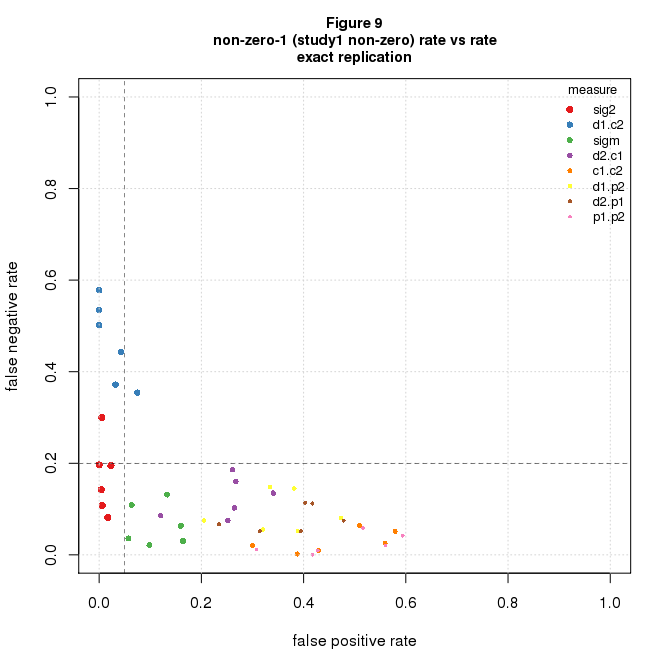 Figure 9
non-zero-1 (study1 non-zero) rate vs rate
exact replication
measure
sig2
d1.c2
sigm
d2.c1
c1.c2
d1.p2
d2.p1
p1.p2
false negative rate
1.0
0.8
0.6
0.4
0.2
0.0
0.0 0.2 0.4 0.6 0.8 1.0
false positive rate